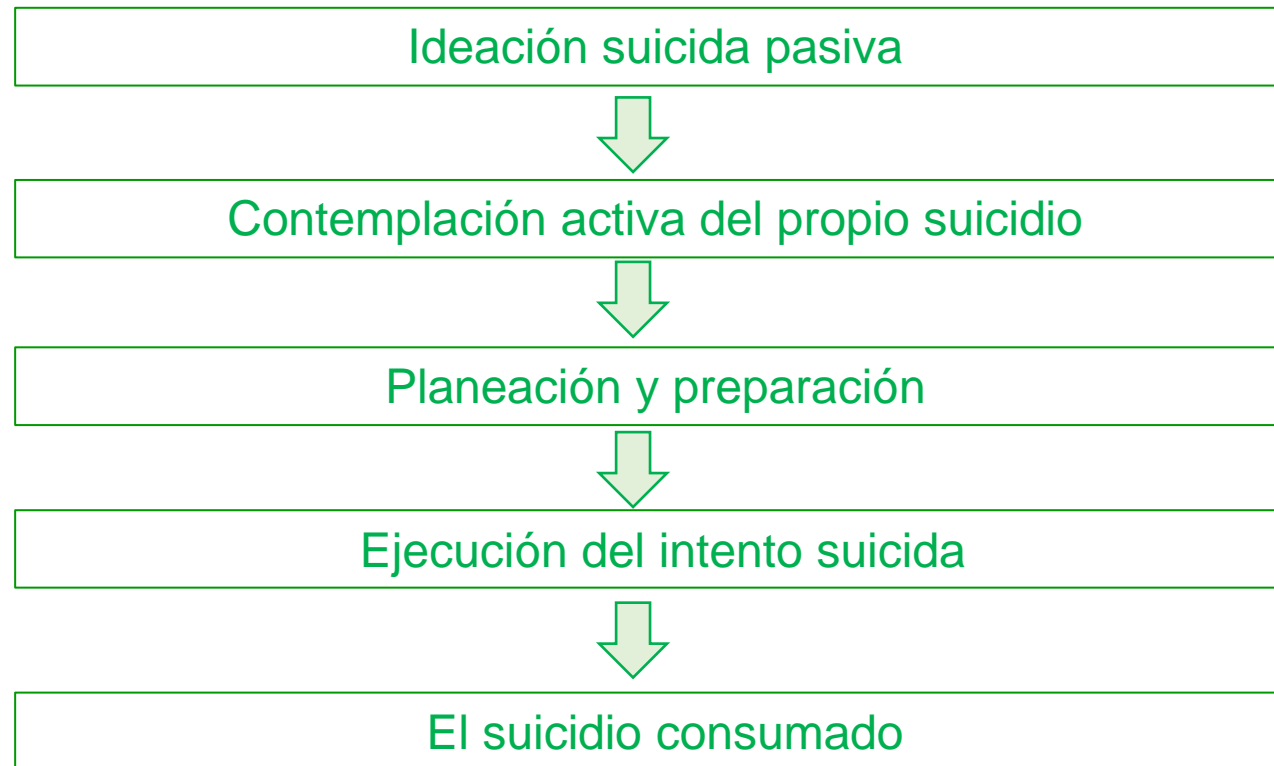 Ideación suicida pasiva
Contemplación activa del propio suicidio
Planeación y preparación
Ejecución del intento suicida
El suicidio consumado